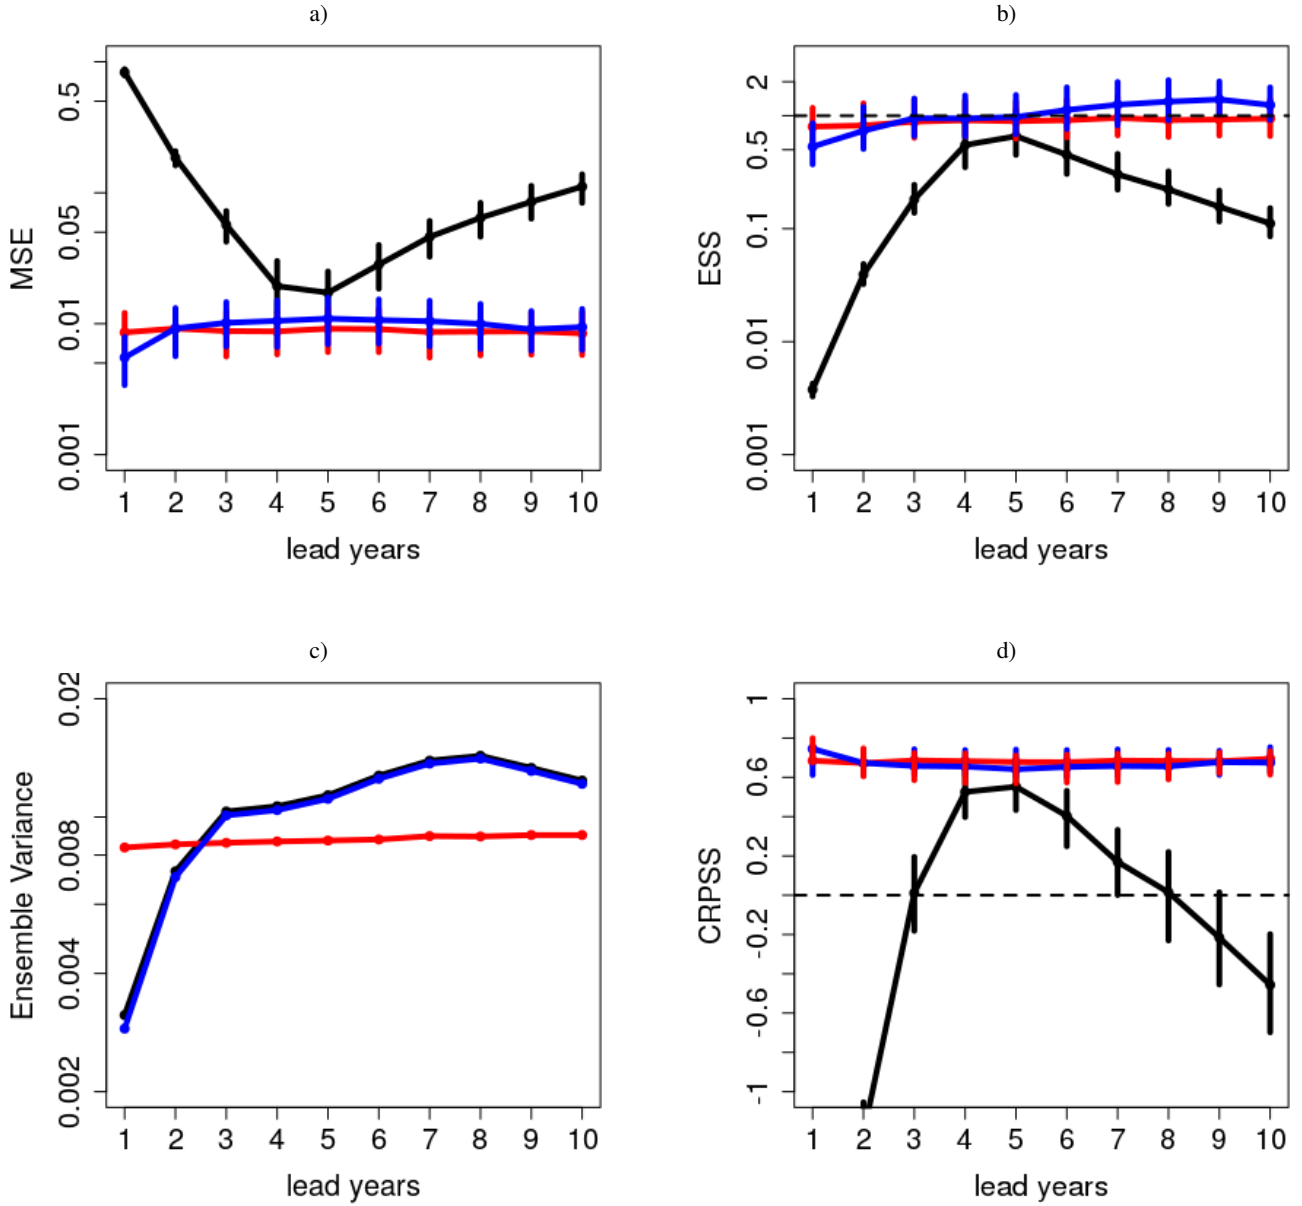 a)
MSE
0.5
0.05
0.01
0.001
1 2 3 4 5 6 7 8 9 10
lead years
b)
ESS
2
0.5
0.1
0.01
0.001
1 2 3 4 5 6 7 8 9 10
lead years
c)
Ensemble Variance
0.02
0.008
0.004
0.002
1 2 3 4 5 6 7 8 9 10
lead years
d)
CRPSS
1
0.6
0.2
-0.2
-0.6
-1
1 2 3 4 5 6 7 8 9 10
lead years